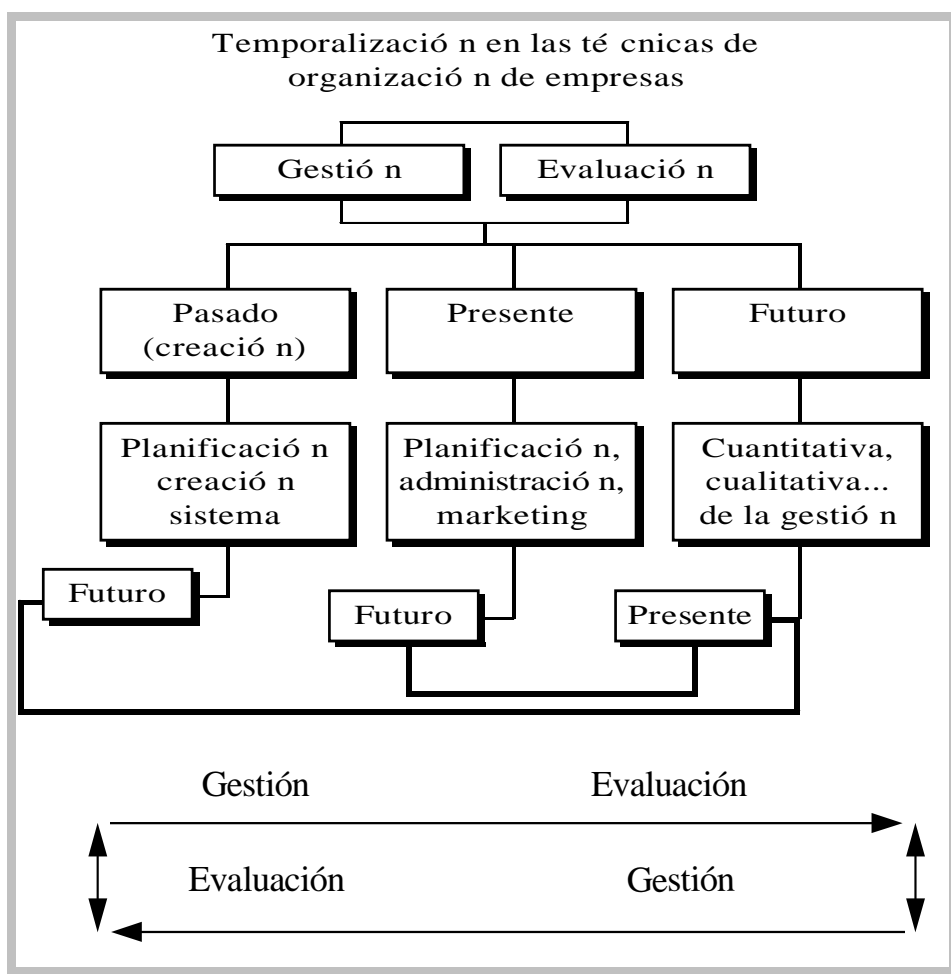 Temporalizació n en las té cnicas de
organizació n de empresas
Gestió n
Evaluació n
Pasado
(creació n)
Presente
Futuro
Planificació n
creació n
sistema
Planificació n,
administració n,
marketing
Cuantitativa,
cualitativa...
de la gestió n
Futuro
Futuro
Presente
Gestión
Evaluación
Evaluación
Gestión